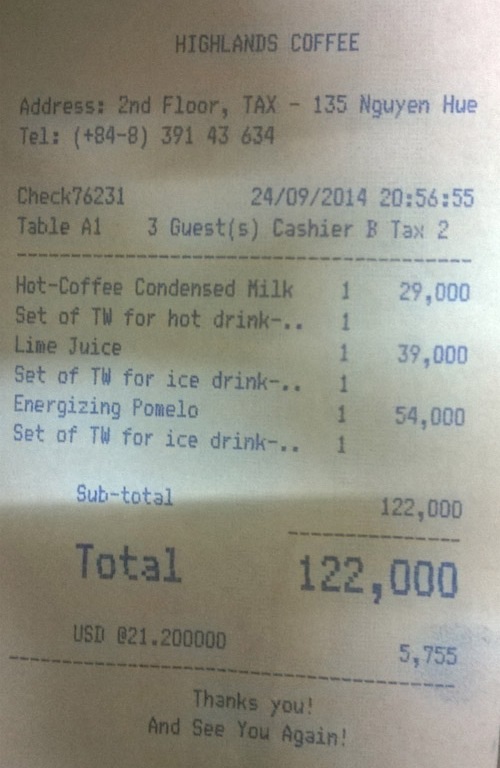 HIGHLANDS COFFEE
Address: 2nd Floor, TAX - 135 Nguyen Hue
Tel: (+84-8) 391 43 634
Check76231 24/09/2014 20:56:55
Table A1 3 Guest(s) Cashier B Tax 2
Hot-Coffee Condensed Milk 1 29,000
Set of TW for hot drink-.. 1
Lime Juice 1 39,000
Set of TW for ice drink-.. 1
Energizing Pomelo 1 54,000
Set of TW for ice drink-.. 1
Sub-total 122,000
Total 122,000
USD @21.200000 5,755
Thanks you!
And See You Again!